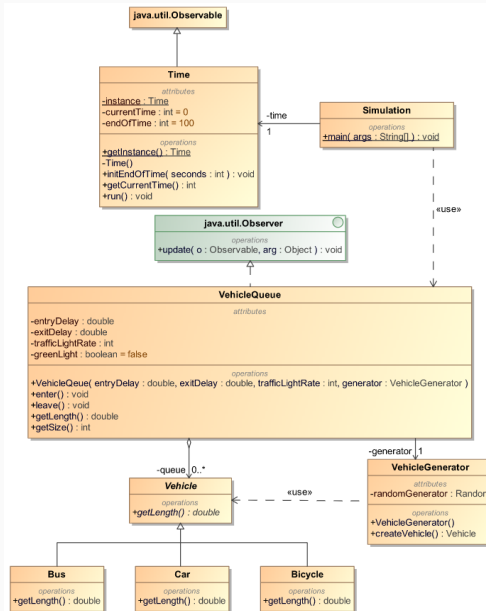 java.util.Observable
Time
attributes
-instance : Time
-currentTime : int = 0
-endOfTime : int = 100
operations
+getInstance() : Time
-Time()
+initEndOfTime( seconds : int ) : void
+getCurrentTime() : int
+run() : void
-time
1
Simulation
operations
+main( args : String[] ) : void
«use»
java.util.Observer
operations
+update( o : Observable, arg : Object ) : void
VehicleQueue
attributes
-entryDelay : double
-exitDelay : double
-trafficLightRate : int
-greenLight : boolean = false
operations
+VehicleQeue( entryDelay : double, exitDelay : double, trafficLightRate : int, generator : VehicleGenerator )
+enter() : void
+leave() : void
+getLength() : double
+getSize() : int
-queue 0..*
-generator 1
Vehicle
operations
+getLength() : double
«use»
VehicleGenerator
attributes
-randomGenerator : Random
operations
+VehicleGenerator()
+createVehicle() : Vehicle
Bus
operations
+getLength() : double
Car
operations
+getLength() : double
Bicycle
operations
+getLength() : double